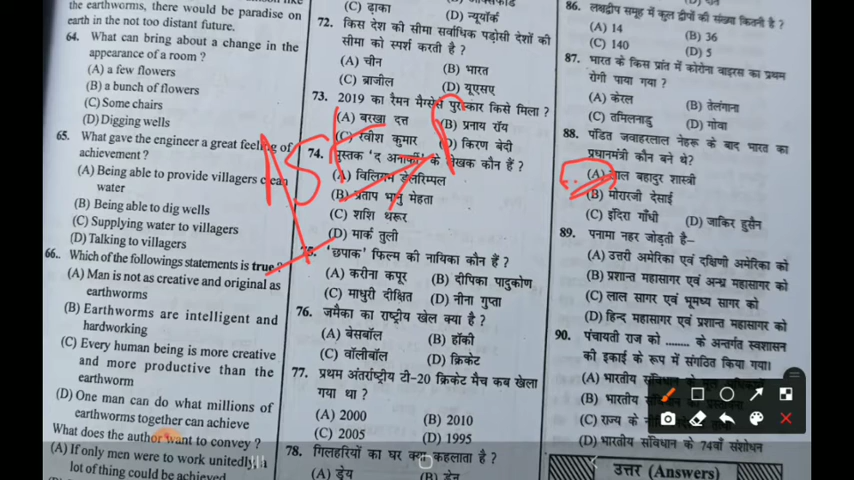 the earthworms, there would be paradise on
earth in the not too distant future.
64. What can bring about a change in the
appearance of a room ?
(A) a few flowers
(B) a bunch of flowers
(C) Some chairs
(D) Digging wells
65. What gave the engineer a great feeling of
achievement ?
(A) Being able to provide villagers clean
water
(B) Being able to dig wells
(C) Supplying water to villagers
(D) Talking to villagers
66.. Which of the followings statements is true ?
(A) Man is not as creative and original as
earthworms
(B) Earthworms are intelligent and
hardworking
(C) Every human being is more creative
and more productive than the
earthworm
(D) One man can do what millions of
earthworms together can achieve
What does the author want to convey ?
(A) If only men were to work unitedly, a
lot of thing could be achieved
(C) ढाका
(D) न्यूयॉर्क
72. किस देश की सीमा सर्वाधिक पड़ोसी देशों की
सीमा को स्पर्श करती है ?
(A) चीन (B) भारत
(C) ब्राजील (D) यूएसए
73. 2019 का रैमन मैग्सेसे पुरस्कार किसे मिला ?
(A) बरखा दत्त (B) प्रनाय रॉय
(C) रवीश कुमार (D) किरण बेदी
74. पुस्तक 'द अनार्की' के लेखक कौन हैं ?
(A) विलियम डेलरिम्पल
(B) प्रताप भानु मेहता
(C) शशि थरूर
(D) मार्क तुली
75. 'छपाक' फिल्म की नायिका कौन हैं ?
(A) करीना कपूर (B) दीपिका पादुकोण
(C) माधुरी दीक्षित (D) नीना गुप्ता
76. जमैका का राष्ट्रीय खेल क्या है ?
(A) बेसबॉल (B) हॉकी
(C) वॉलीबॉल (D) क्रिकेट
77. प्रथम अंतर्राष्ट्रीय टी-20 क्रिकेट मैच कब खेला
गया था ?
(A) 2000 (B) 2010
(C) 2005 (D) 1995
78. गिलहरियों का घर क्या कहलाता है ?
(A) ड्रेय (B) डेन
86. लक्षद्वीप समूह में कुल द्वीपों की संख्या कितनी है ?
(A) 14 (B) 36
(C) 140 (D) 5
87. भारत के किस प्रांत में कोरोना वाइरस का प्रथम
रोगी पाया गया ?
(A) केरल (B) तेलंगाना
(C) तमिलनाडु (D) गोवा
88. पंडित जवाहरलाल नेहरू के बाद भारत का
प्रधानमंत्री कौन बने थे?
(A) लाल बहादुर शास्त्री
(B) मोरारजी देसाई
(C) इंदिरा गाँधी (D) जाकिर हुसैन
89. पनामा नहर जोड़ती है–
(A) उत्तरी अमेरिका एवं दक्षिणी अमेरिका को
(B) प्रशान्त महासागर एवं अन्ध्र महासागर को
(C) लाल सागर एवं भूमध्य सागर को
(D) हिन्द महासागर एवं प्रशान्त महासागर को
90. पंचायती राज को ........ के अन्तर्गत स्वशासन
की इकाई के रूप में संगठित किया गया।
(A) भारतीय संविधान के
(B) भारतीय
(C) राज्य के
(D) भारतीय संविधान के 74वाँ संशोधन
उत्तर (Answers)